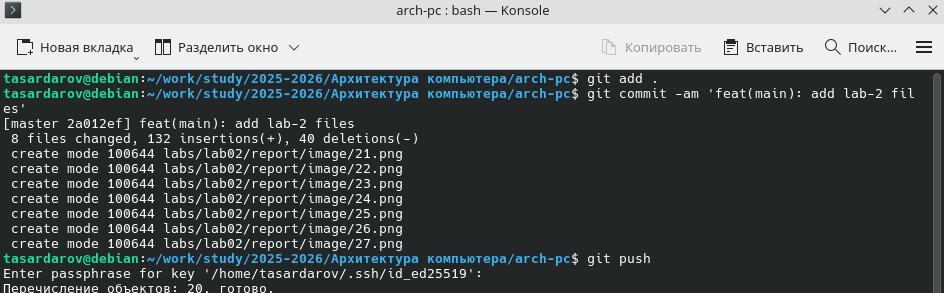 arch-pc : bash — Konsole
Новая вкладка Разделить окно Копировать Вставить Поиск...
tasardarov@debian:~/work/study/2025-2026/Архитектура компьютера/arch-pc$ git add .
tasardarov@debian:~/work/study/2025-2026/Архитектура компьютера/arch-pc$ git commit -am 'feat(main): add lab-2 fil
es'
[master 2a012ef] feat(main): add lab-2 files
 8 files changed, 132 insertions(+), 40 deletions(-)
 create mode 100644 labs/lab02/report/image/21.png
 create mode 100644 labs/lab02/report/image/22.png
 create mode 100644 labs/lab02/report/image/23.png
 create mode 100644 labs/lab02/report/image/24.png
 create mode 100644 labs/lab02/report/image/25.png
 create mode 100644 labs/lab02/report/image/26.png
 create mode 100644 labs/lab02/report/image/27.png
tasardarov@debian:~/work/study/2025-2026/Архитектура компьютера/arch-pc$ git push
Enter passphrase for key '/home/tasardarov/.ssh/id_ed25519':
Перечисление объектов: 20, готово.